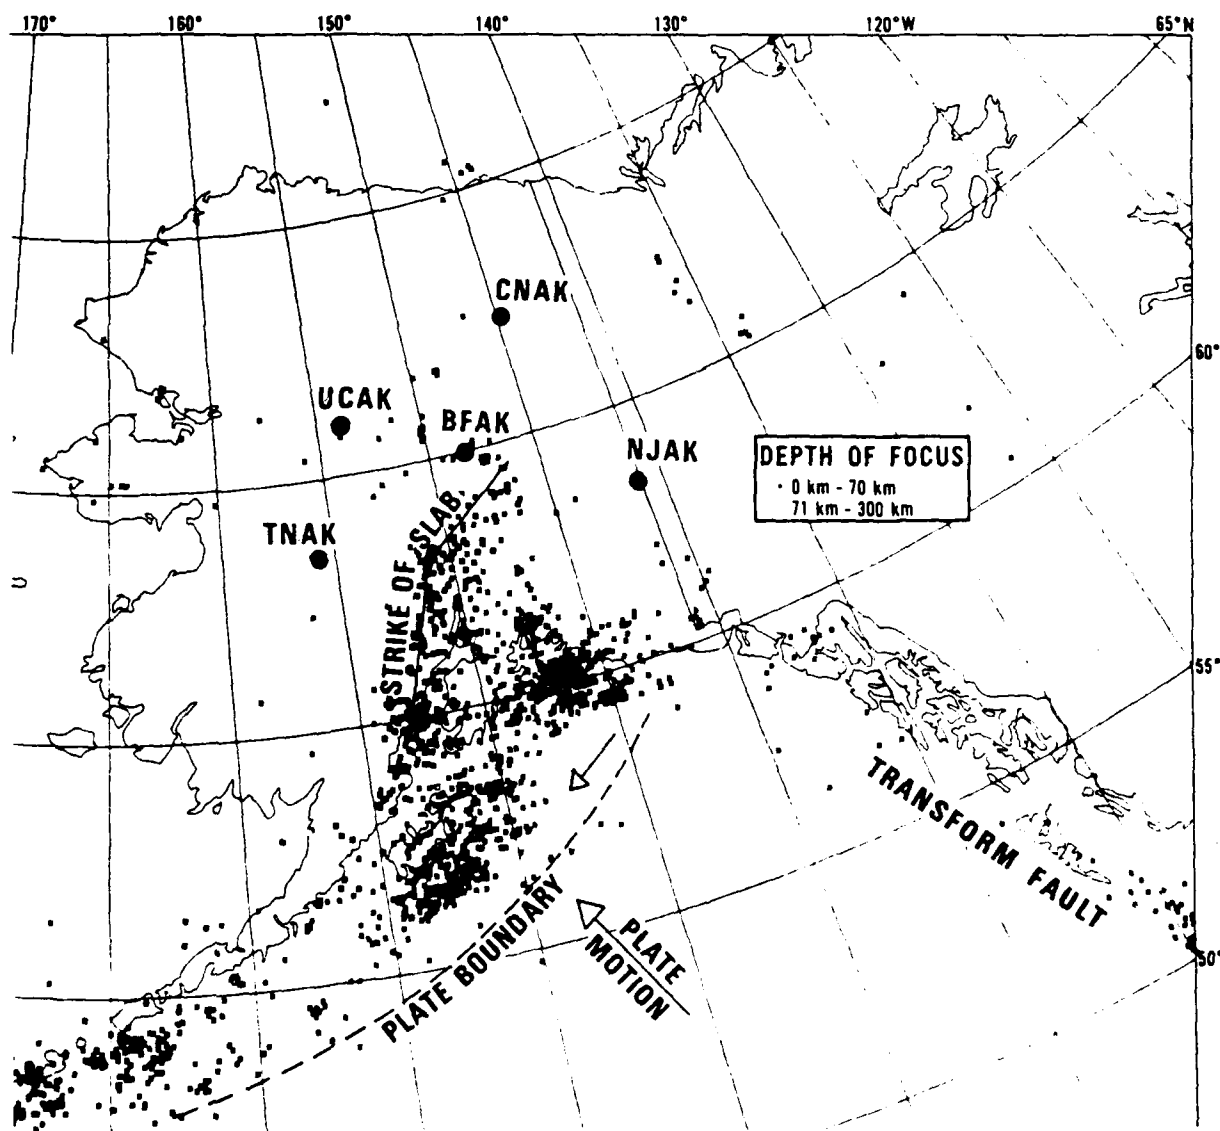 170° 160° 150° 140° 130° 120°W 65°N
CNAK
60°
UCAK
BFAK
NJAK
DEPTH OF FOCUS
0 km - 70 km
71 km - 300 km
TNAK
STRIKE OF SLAB
55°
TRANSFORM FAULT
PLATE BOUNDARY
PLATE
MOTION
50°